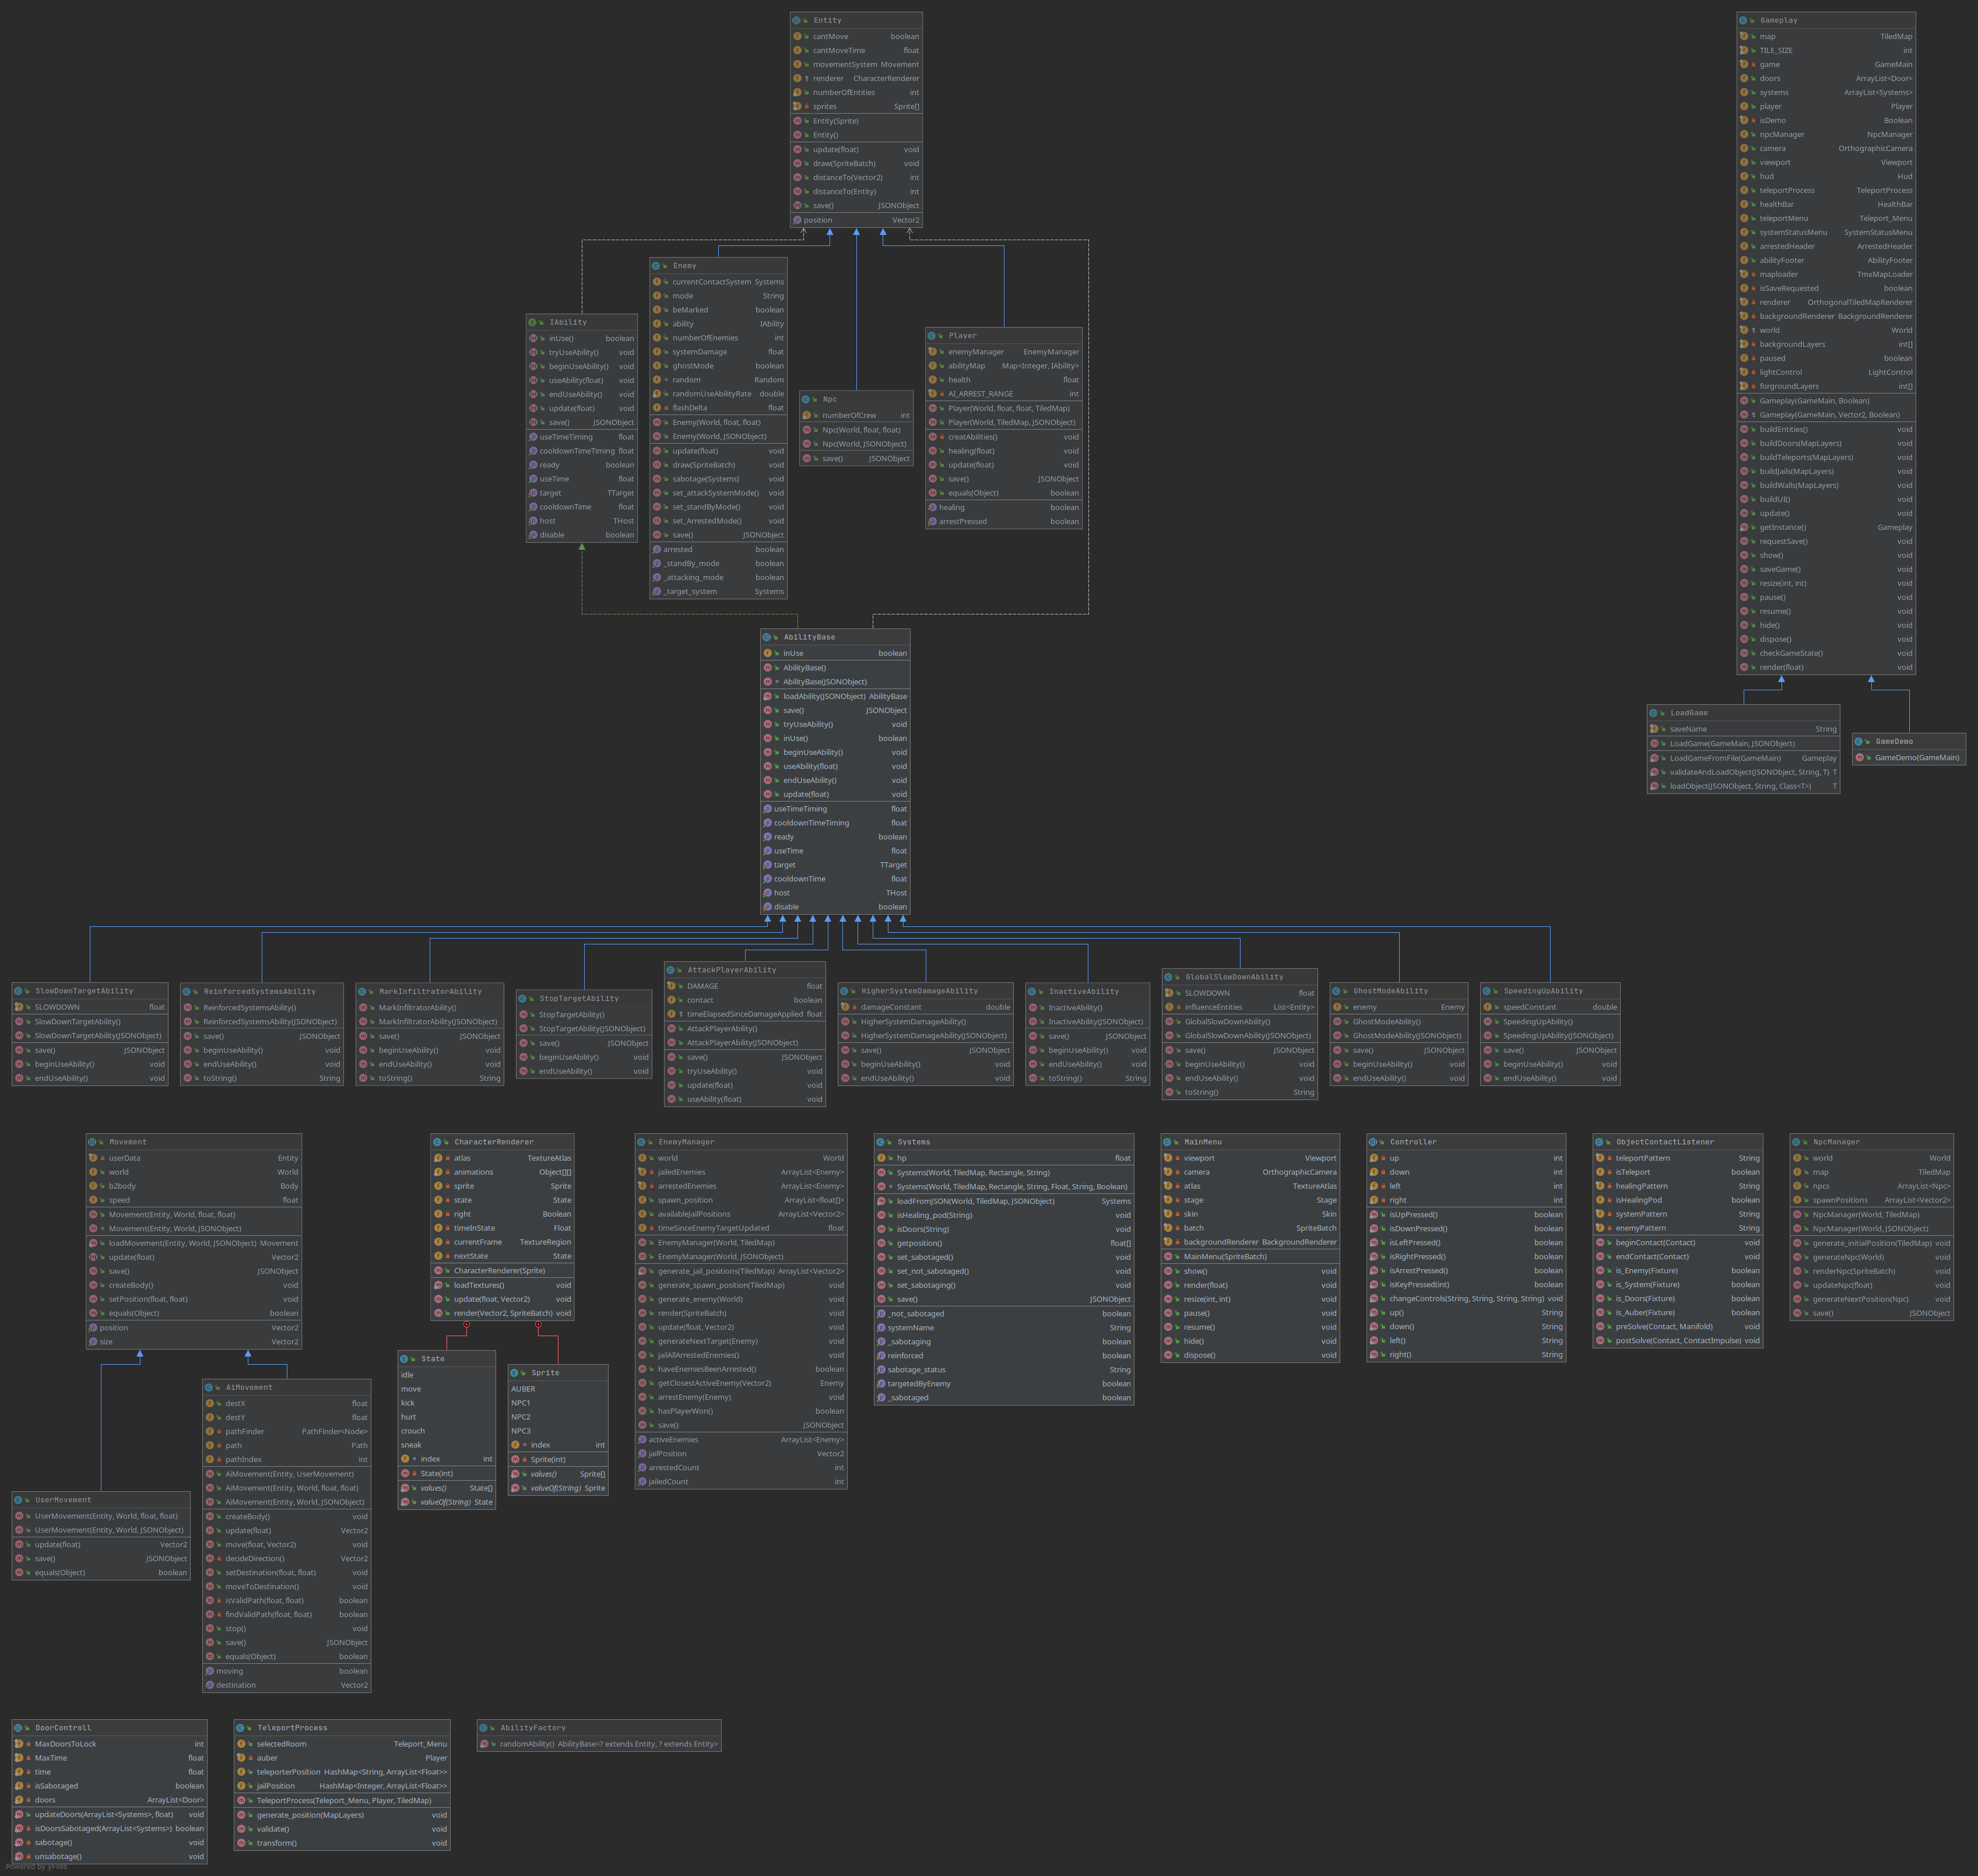 Entity
cantMove boolean
cantMoveTime float
movementSystem Movement
renderer CharacterRenderer
numberOfEntities int
sprites Sprite[]
Entity(Sprite)
Entity()
update(float) void
draw(SpriteBatch) void
distanceTo(Vector2) int
distanceTo(Entity) int
save() JSONObject
position Vector2
Gameplay
map TiledMap
TILE_SIZE int
game GameMain
doors ArrayList<Door>
systems ArrayList<Systems>
player Player
isDemo Boolean
npcManager NpcManager
camera OrthographicCamera
viewport Viewport
hud Hud
teleportProcess TeleportProcess
healthBar HealthBar
teleportMenu Teleport_Menu
systemStatusMenu SystemStatusMenu
arrestedHeader ArrestedHeader
abilityFooter AbilityFooter
maploader TmxMapLoader
isSaveRequested boolean
renderer OrthogonalTiledMapRenderer
backgroundRenderer BackgroundRenderer
world World
backgroundLayers int[]
paused boolean
lightControl LightControl
forgroundLayers int[]
Gameplay(GameMain, Boolean)
Gameplay(GameMain, Vector2, Boolean)
buildEntities() void
buildDoors(MapLayers) void
buildTeleports(MapLayers) void
buildJails(MapLayers) void
buildWalls(MapLayers) void
buildUI() void
update() void
getInstance() Gameplay
requestSave() void
show() void
saveGame() void
resize(int, int) void
pause() void
resume() void
hide() void
dispose() void
checkGameState() void
render(float) void
IAbility
inUse() boolean
tryUseAbility() void
beginUseAbility() void
useAbility(float) void
endUseAbility() void
update(float) void
save() JSONObject
useTimeTiming float
cooldownTimeTiming float
ready boolean
useTime float
target TTarget
cooldownTime float
host THost
disable boolean
Enemy
currentContactSystem Systems
mode String
beMarked boolean
ability IAbility
numberOfEnemies int
systemDamage float
ghostMode boolean
random Random
randomUseAbilityRate double
flashDelta float
Enemy(World, float, float)
Enemy(World, JSONObject)
update(float) void
draw(SpriteBatch) void
sabotage(Systems) void
set_attackSystemMode() void
set_standByMode() void
set_ArrestedMode() void
save() JSONObject
arrested boolean
_standBy_mode boolean
_attacking_mode boolean
_target_system Systems
Npc
numberOfCrew int
Npc(World, float, float)
Npc(World, JSONObject)
save() JSONObject
Player
enemyManager EnemyManager
abilityMap Map<Integer, IAbility>
health float
AI_ARREST_RANGE int
Player(World, float, float, TiledMap)
Player(World, TiledMap, JSONObject)
creatAbilities() void
healing(float) void
update(float) void
save() JSONObject
equals(Object) boolean
healing boolean
arrestPressed boolean
AbilityBase
inUse boolean
AbilityBase()
AbilityBase(JSONObject)
loadAbility(JSONObject) AbilityBase
save() JSONObject
tryUseAbility() void
inUse() boolean
beginUseAbility() void
useAbility(float) void
endUseAbility() void
update(float) void
useTimeTiming float
cooldownTimeTiming float
ready boolean
useTime float
target TTarget
cooldownTime float
host THost
disable boolean
LoadGame
saveName String
LoadGame(GameMain, JSONObject)
LoadGameFromFile(GameMain) Gameplay
validateAndLoadObject(JSONObject, String, T) T
loadObject(JSONObject, String, Class<T>) T
GameDemo
GameDemo(GameMain)
SlowDownTargetAbility
SLOWDOWN float
SlowDownTargetAbility()
SlowDownTargetAbility(JSONObject)
save() JSONObject
beginUseAbility() void
endUseAbility() void
ReinforcedSystemsAbility
ReinforcedSystemsAbility()
ReinforcedSystemsAbility(JSONObject)
save() JSONObject
beginUseAbility() void
endUseAbility() void
toString() String
MarkInfiltratorAbility
MarkInfiltratorAbility()
MarkInfiltratorAbility(JSONObject)
save() JSONObject
beginUseAbility() void
endUseAbility() void
toString() String
StopTargetAbility
StopTargetAbility()
StopTargetAbility(JSONObject)
save() JSONObject
beginUseAbility() void
endUseAbility() void
AttackPlayerAbility
DAMAGE float
contact boolean
timeElapsedSinceDamageApplied float
AttackPlayerAbility()
AttackPlayerAbility(JSONObject)
save() JSONObject
tryUseAbility() void
update(float) void
useAbility(float) void
HigherSystemDamageAbility
damageConstant double
HigherSystemDamageAbility()
HigherSystemDamageAbility(JSONObject)
save() JSONObject
beginUseAbility() void
endUseAbility() void
InactiveAbility
InactiveAbility()
InactiveAbility(JSONObject)
save() JSONObject
beginUseAbility() void
endUseAbility() void
toString() String
GlobalSlowDownAbility
SLOWDOWN float
influenceEntities List<Entity>
GlobalSlowDownAbility()
GlobalSlowDownAbility(JSONObject)
save() JSONObject
beginUseAbility() void
endUseAbility() void
toString() String
GhostModeAbility
enemy Enemy
GhostModeAbility()
GhostModeAbility(JSONObject)
save() JSONObject
beginUseAbility() void
endUseAbility() void
SpeedingUpAbility
speedConstant double
SpeedingUpAbility()
SpeedingUpAbility(JSONObject)
save() JSONObject
beginUseAbility() void
endUseAbility() void
Movement
userData Entity
world World
b2body Body
speed float
Movement(Entity, World, float, float)
Movement(Entity, World, JSONObject)
loadMovement(Entity, World, JSONObject) Movement
update(float) Vector2
save() JSONObject
createBody() void
setPosition(float, float) void
equals(Object) boolean
position Vector2
size Vector2
CharacterRenderer
atlas TextureAtlas
animations Object[][]
sprite Sprite
state State
right Boolean
timeInState Float
currentFrame TextureRegion
nextState State
CharacterRenderer(Sprite)
loadTextures() void
update(float, Vector2) void
render(Vector2, SpriteBatch) void
EnemyManager
world World
jailedEnemies ArrayList<Enemy>
arrestedEnemies ArrayList<Enemy>
spawn_position ArrayList<float[]>
availableJailPositions ArrayList<Vector2>
timeSinceEnemyTargetUpdated float
EnemyManager(World, TiledMap)
EnemyManager(World, JSONObject)
generate_jail_positions(TiledMap) ArrayList<Vector2>
generate_spawn_position(TiledMap) void
generate_enemy(World) void
render(SpriteBatch) void
update(float, Vector2) void
generateNextTarget(Enemy) void
jailAllArrestedEnemies() void
haveEnemiesBeenArrested() boolean
getClosestActiveEnemy(Vector2) Enemy
arrestEnemy(Enemy) void
hasPlayerWon() boolean
save() JSONObject
activeEnemies ArrayList<Enemy>
jailPosition Vector2
arrestedCount int
jailedCount int
Systems
hp float
Systems(World, TiledMap, Rectangle, String)
Systems(World, TiledMap, Rectangle, String, Float, String, Boolean)
loadFromJSON(World, TiledMap, JSONObject) Systems
isHealing_pod(String) void
isDoors(String) void
getposition() float[]
set_sabotaged() void
set_not_sabotaged() void
set_sabotaging() void
save() JSONObject
_not_sabotaged boolean
systemName String
_sabotaging boolean
reinforced boolean
sabotage_status String
targetedByEnemy boolean
_sabotaged boolean
MainMenu
viewport Viewport
camera OrthographicCamera
atlas TextureAtlas
stage Stage
skin Skin
batch SpriteBatch
backgroundRenderer BackgroundRenderer
MainMenu(SpriteBatch)
show() void
render(float) void
resize(int, int) void
pause() void
resume() void
hide() void
dispose() void
Controller
up int
down int
left int
right int
isUpPressed() boolean
isDownPressed() boolean
isLeftPressed() boolean
isRightPressed() boolean
isArrestPressed() boolean
isKeyPressed(int) boolean
changeControls(String, String, String, String) void
up() String
down() String
left() String
right() String
ObjectContactListener
teleportPattern String
isTeleport boolean
healingPattern String
isHealingPod boolean
systemPattern String
enemyPattern String
beginContact(Contact) void
endContact(Contact) void
is_Enemy(Fixture) boolean
is_System(Fixture) boolean
is_Doors(Fixture) boolean
is_Auber(Fixture) boolean
preSolve(Contact, Manifold) void
postSolve(Contact, ContactImpulse) void
NpcManager
world World
map TiledMap
npcs ArrayList<Npc>
spawnPositions ArrayList<Vector2>
NpcManager(World, TiledMap)
NpcManager(World, JSONObject)
generate_initialPosition(TiledMap) void
generateNpc(World) void
renderNpc(SpriteBatch) void
updateNpc(float) void
generateNextPosition(Npc) void
save() JSONObject
State
idle
move
kick
hurt
crouch
sneak
index int
State(int)
values() State[]
valueOf(String) State
Sprite
AUBER
NPC1
NPC2
NPC3
index int
Sprite(int)
values() Sprite[]
valueOf(String) Sprite
AiMovement
destX float
destY float
pathFinder PathFinder<Node>
path Path
pathIndex int
AiMovement(Entity, UserMovement)
AiMovement(Entity, World, float, float)
AiMovement(Entity, World, JSONObject)
createBody() void
update(float) Vector2
move(float, Vector2) void
decideDirection() Vector2
setDestination(float, float) void
moveToDestination() void
isValidPath(float, float) boolean
findValidPath(float, float) boolean
stop() void
save() JSONObject
equals(Object) boolean
moving boolean
destination Vector2
UserMovement
UserMovement(Entity, World, float, float)
UserMovement(Entity, World, JSONObject)
update(float) Vector2
save() JSONObject
equals(Object) boolean
DoorControll
MaxDoorsToLock int
MaxTime float
time float
isSabotaged boolean
doors ArrayList<Door>
updateDoors(ArrayList<Systems>, float) void
isDoorsSabotaged(ArrayList<Systems>) boolean
sabotage() void
unsabotage() void
TeleportProcess
selectedRoom Teleport_Menu
auber Player
teleporterPosition HashMap<String, ArrayList<Float>>
jailPosition HashMap<Integer, ArrayList<Float>>
TeleportProcess(Teleport_Menu, Player, TiledMap)
generate_position(MapLayers) void
validate() void
transform() void
AbilityFactory
randomAbility() AbilityBase<? extends Entity, ? extends Entity>
Powered by yFiles